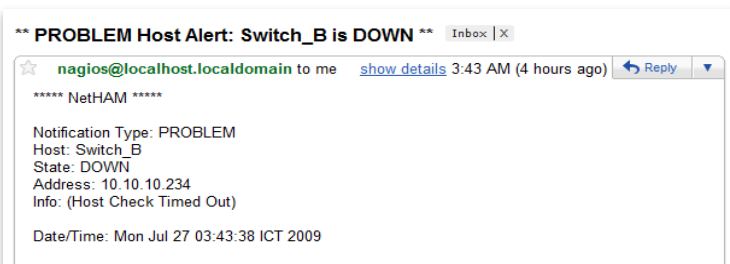 ** PROBLEM Host Alert: Switch_B is DOWN ** Inbox | X
nagios@localhost.localdomain to me show details 3:43 AM (4 hours ago) Reply
***** NetHAM *****
Notification Type: PROBLEM
Host: Switch_B
State: DOWN
Address: 10.10.10.234
Info: (Host Check Timed Out)
Date/Time: Mon Jul 27 03:43:38 ICT 2009